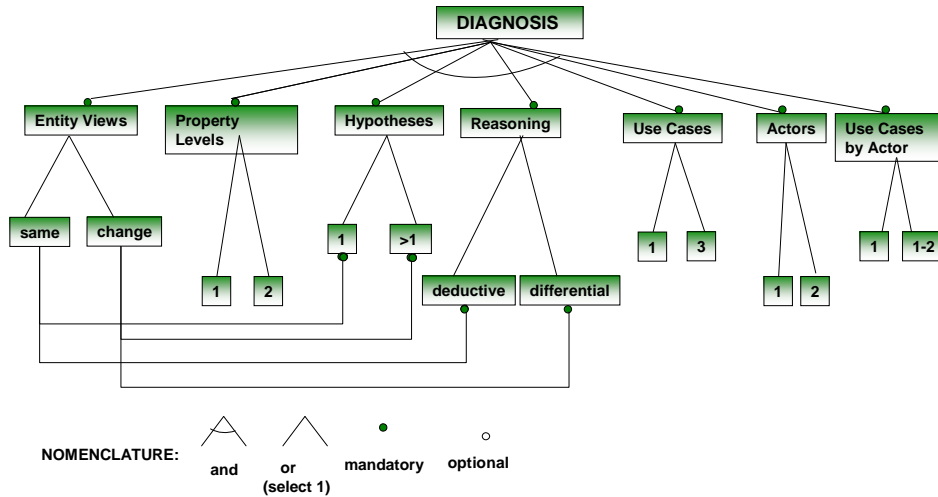 DIAGNOSIS
Entity Views
Property
Levels
Hypotheses
Reasoning
Use Cases
Actors
Use Cases
by Actor
same
change
1
>1
1
3
1
1-2
1
2
deductive
differential
1
2
NOMENCLATURE:
and
or
(select 1)
mandatory
optional